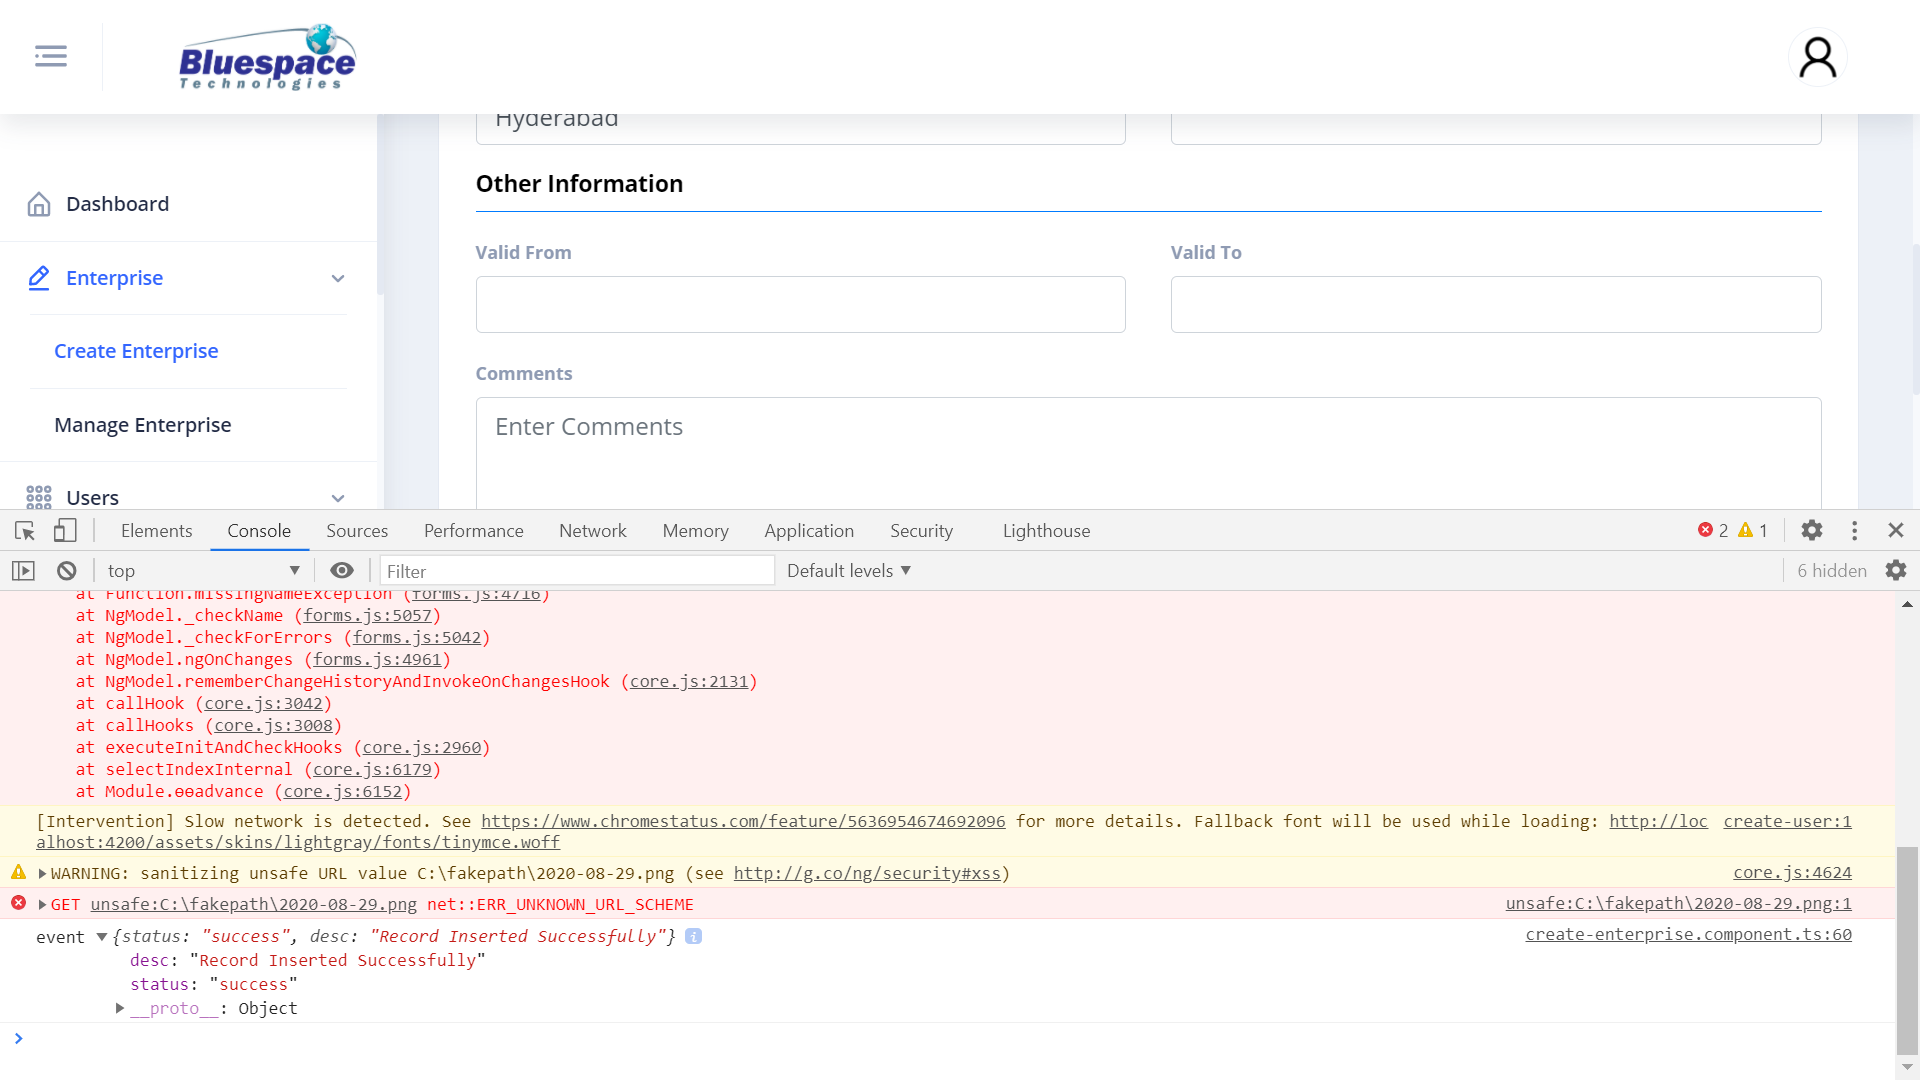 Bluespace
Technologies
Hyderabad
Dashboard
Other Information
Enterprise
Valid From
Valid To
Create Enterprise
Comments
Manage Enterprise
Enter Comments
Users
Elements Console Sources Performance Network Memory Application Security Lighthouse 2 1
top Filter Default levels 6 hidden
at Function.missingNameException (forms.js:4716)
at NgModel._checkName (forms.js:5057)
at NgModel._checkForErrors (forms.js:5042)
at NgModel.ngOnChanges (forms.js:4961)
at NgModel.rememberChangeHistoryAndInvokeOnChangesHook (core.js:2131)
at callHook (core.js:3042)
at callHooks (core.js:3008)
at executeInitAndCheckHooks (core.js:2960)
at selectIndexInternal (core.js:6179)
at Module.ɵɵadvance (core.js:6152)
[Intervention] Slow network is detected. See https://www.chromestatus.com/feature/5636954674692096 for more details. Fallback font will be used while loading: http://loc create-user:1
alhost:4200/assets/skins/lightgray/fonts/tinymce.woff
WARNING: sanitizing unsafe URL value C:\fakepath\2020-08-29.png (see http://g.co/ng/security#xss) core.js:4624
GET unsafe:C:\fakepath\2020-08-29.png net::ERR_UNKNOWN_URL_SCHEME unsafe:C:\fakepath\2020-08-29.png:1
event {status: "success", desc: "Record Inserted Successfully"} create-enterprise.component.ts:60
desc: "Record Inserted Successfully"
status: "success"
__proto__: Object